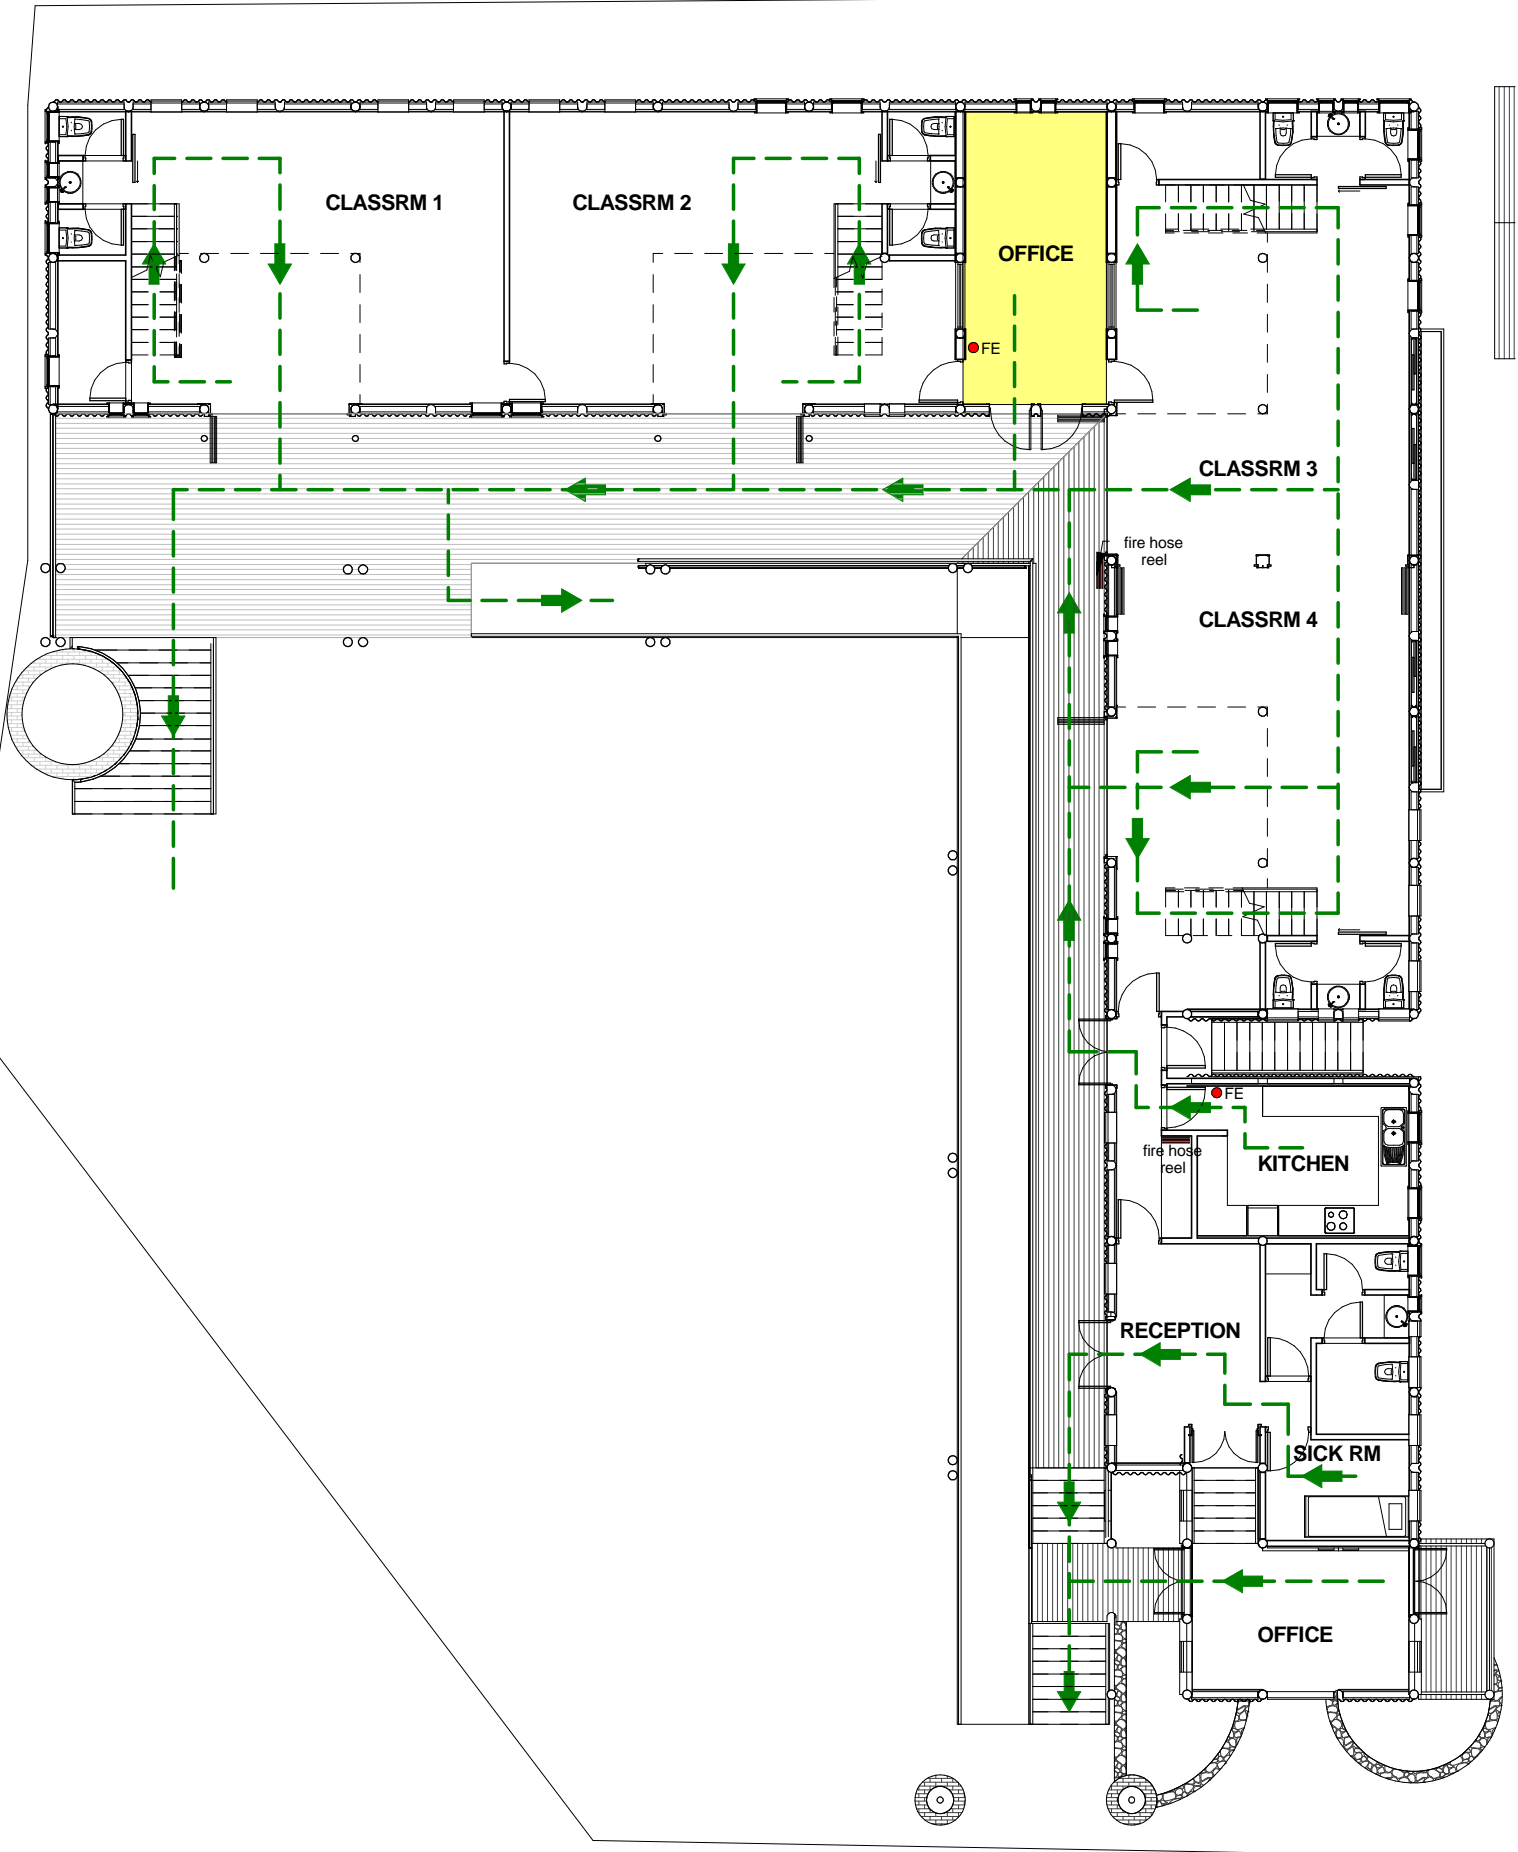 CLASSRM 1
CLASSRM 2
OFFICE
FE
CLASSRM 3
fire hose
reel
CLASSRM 4
FE
fire hose
reel
KITCHEN
RECEPTION
SICK RM
OFFICE